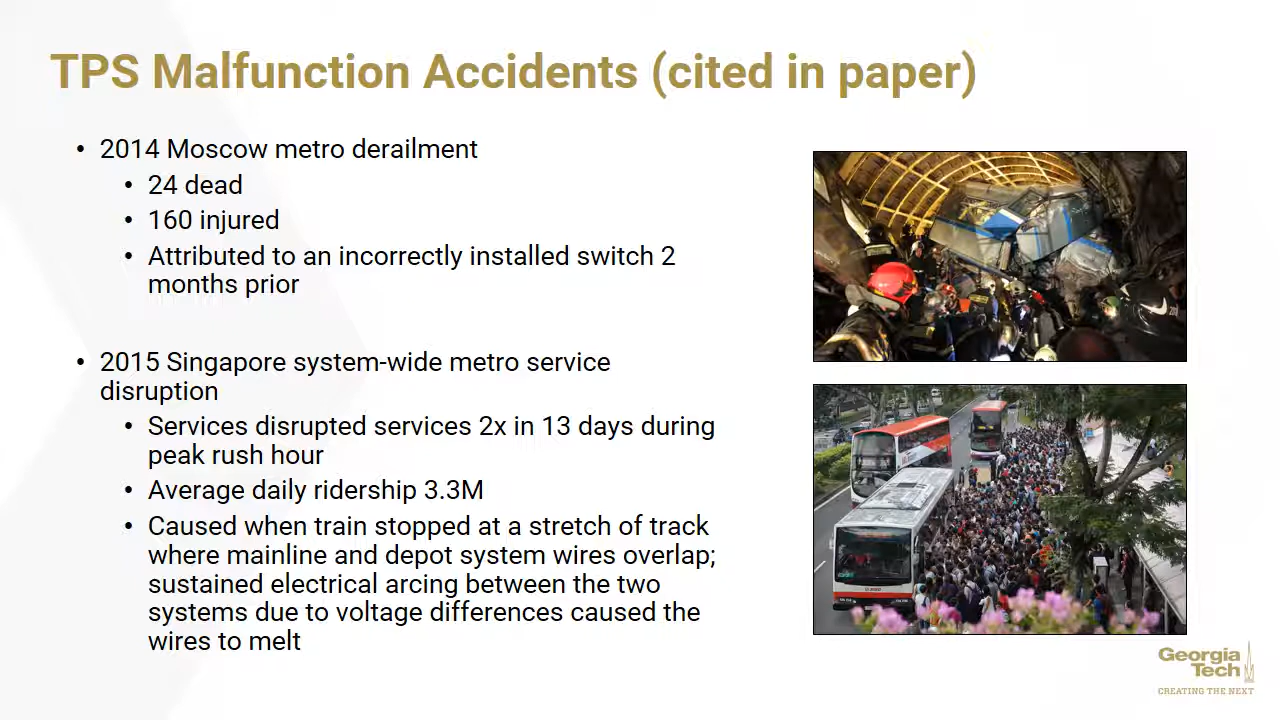 TPS Malfunction Accidents (cited in paper)
• 2014 Moscow metro derailment
• 24 dead
• 160 injured
• Attributed to an incorrectly installed switch 2
months prior
• 2015 Singapore system-wide metro service
disruption
• Services disrupted services 2x in 13 days during
peak rush hour
• Average daily ridership 3.3M
• Caused when train stopped at a stretch of track
where mainline and depot system wires overlap;
sustained electrical arcing between the two
systems due to voltage differences caused the
wires to melt
Georgia
Tech
CREATING THE NEXT